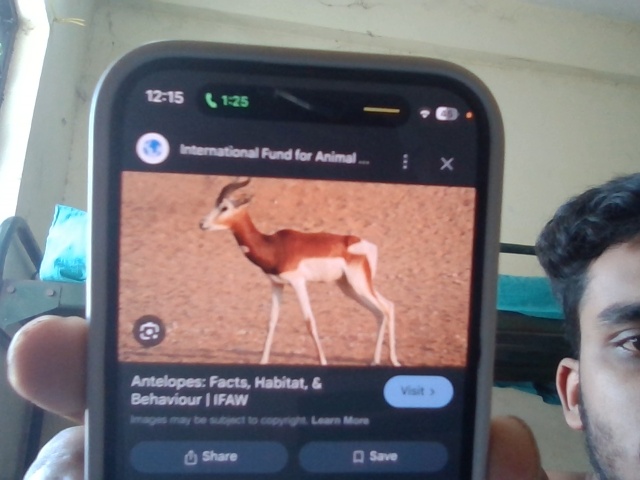 12:15 1:25
International Fund for Animal ...
Antelopes: Facts, Habitat, &
Behaviour | IFAW
Visit >
Images may be subject to copyright. Learn More
Share Save